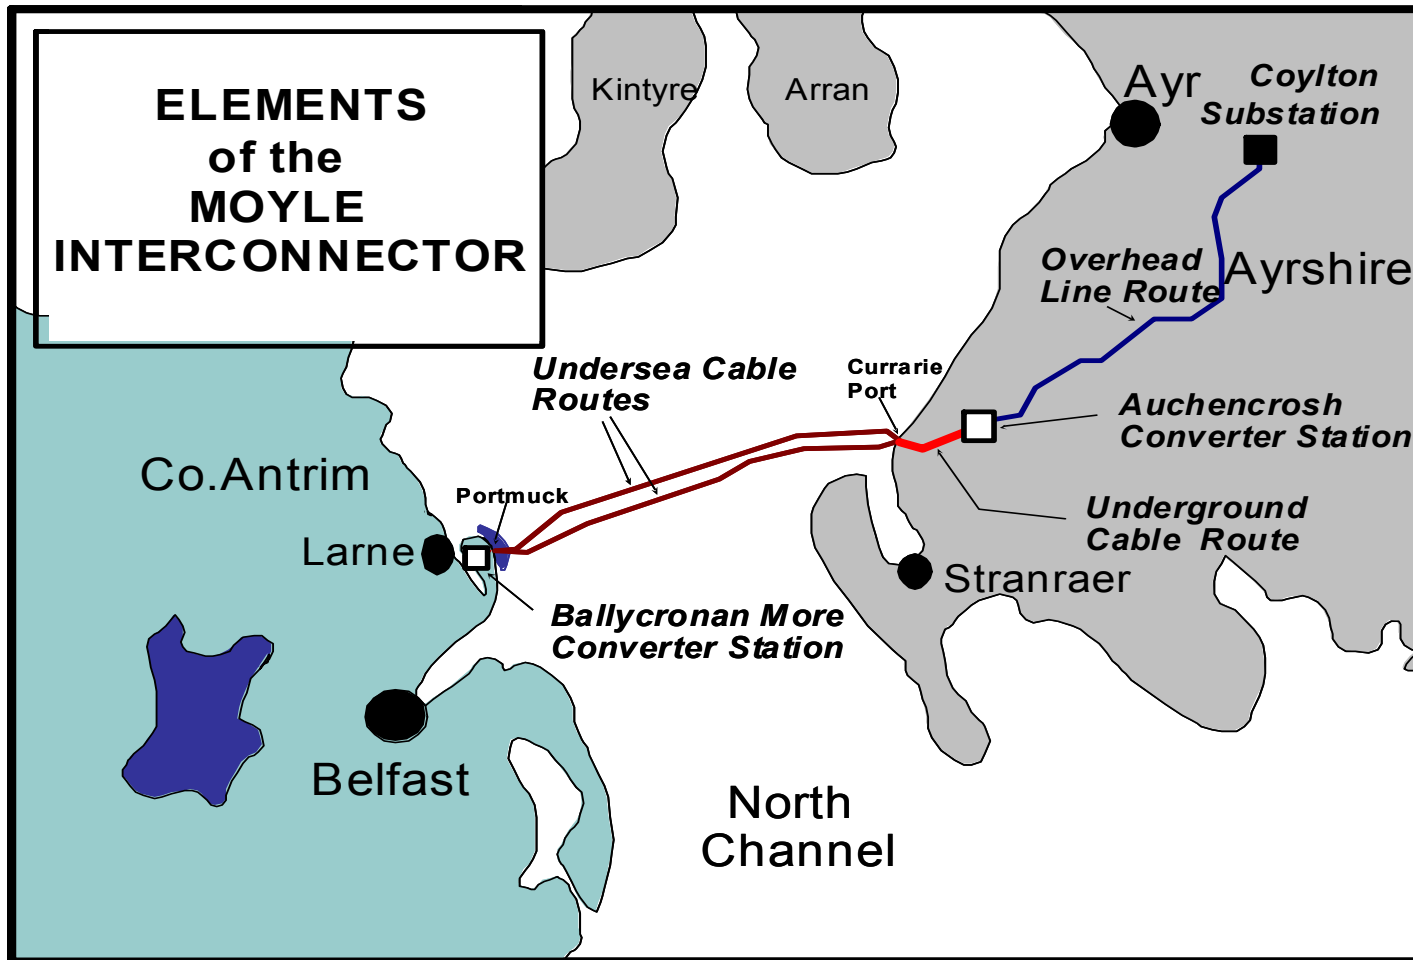 ELEMENTS
of the
MOYLE
INTERCONNECTOR
Kintyre
Arran
Ayr
Coylton
Substation
Overhead
Line Route
Ayrshire
Undersea Cable
Routes
Currarie
Port
Auchencrosh
Converter Station
Co.Antrim
Portmuck
Underground
Cable Route
Larne
Stranraer
Ballycronan More
Converter Station
Belfast
North
Channel